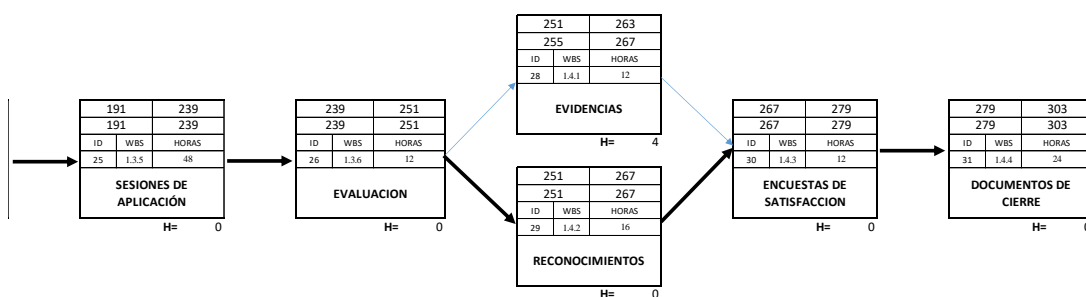 191 239
191 239
ID WBS HORAS
25 1.3.5 48
SESIONES DE
APLICACIÓN
H= 0
239 251
239 251
ID WBS HORAS
26 1.3.6 12
EVALUACION
H= 0
251 263
255 267
ID WBS HORAS
28 1.4.1 12
EVIDENCIAS
H= 4
251 267
251 267
ID WBS HORAS
29 1.4.2 16
RECONOCIMIENTOS
H= 0
267 279
267 279
ID WBS HORAS
30 1.4.3 12
ENCUESTAS DE
SATISFACCION
H= 0
279 303
279 303
ID WBS HORAS
31 1.4.4 24
DOCUMENTOS DE
CIERRE
H= 0